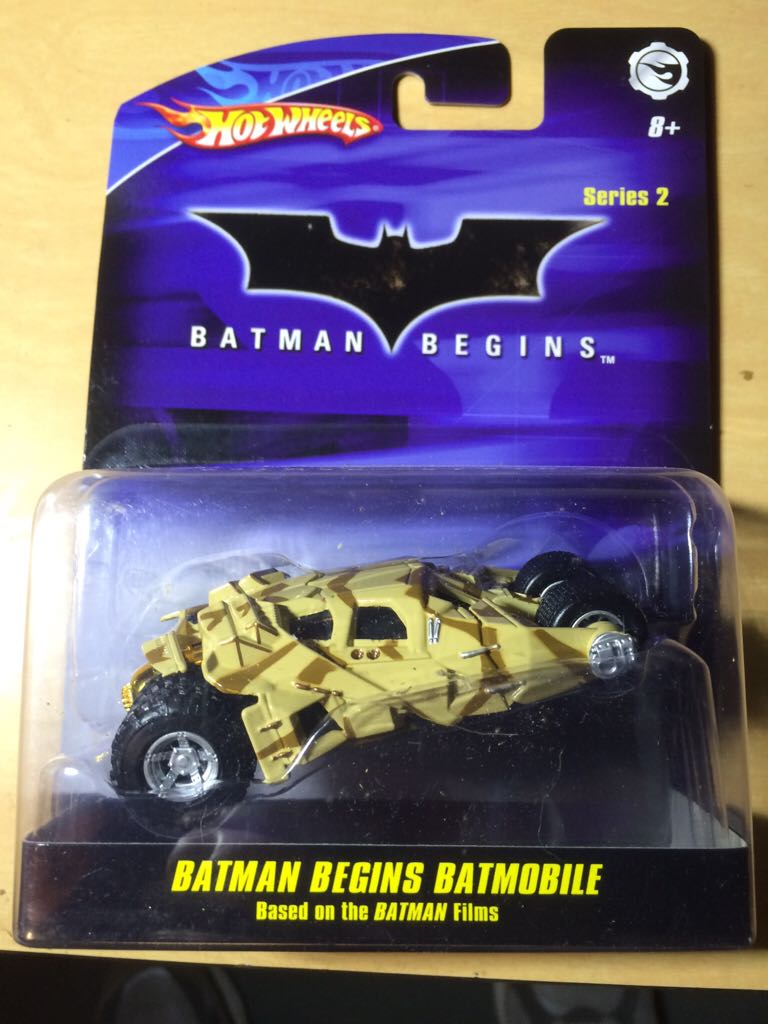 HOT WHEELS
8+
Series 2
BATMAN BEGINS™
BATMAN BEGINS BATMOBILE
Based on the BATMAN Films